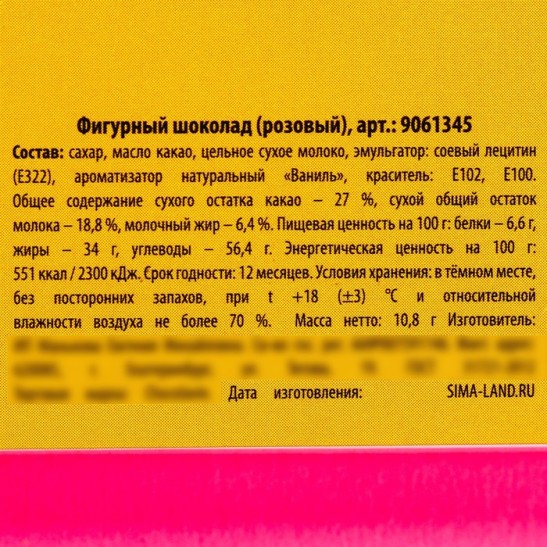 Фигурный шоколад (розовый), арт.: 9061345
Состав: сахар, масло какао, цельное сухое молоко, эмульгатор: соевый лецитин
(E322), ароматизатор натуральный «Ваниль», краситель: E102, E100.
Общее содержание сухого остатка какао – 27 %, сухой общий остаток
молока – 18,8 %, молочный жир – 6,4 %. Пищевая ценность на 100 г: белки – 6,6 г,
жиры – 34 г, углеводы – 56,4 г. Энергетическая ценность на 100 г:
551 ккал / 2300 кДж. Срок годности: 12 месяцев. Условия хранения: в тёмном месте,
без посторонних запахов, при t +18 (±3) °С и относительной
влажности воздуха не более 70 %. Масса нетто: 10,8 г Изготовитель:
Дата изготовления: SIMA-LAND.RU